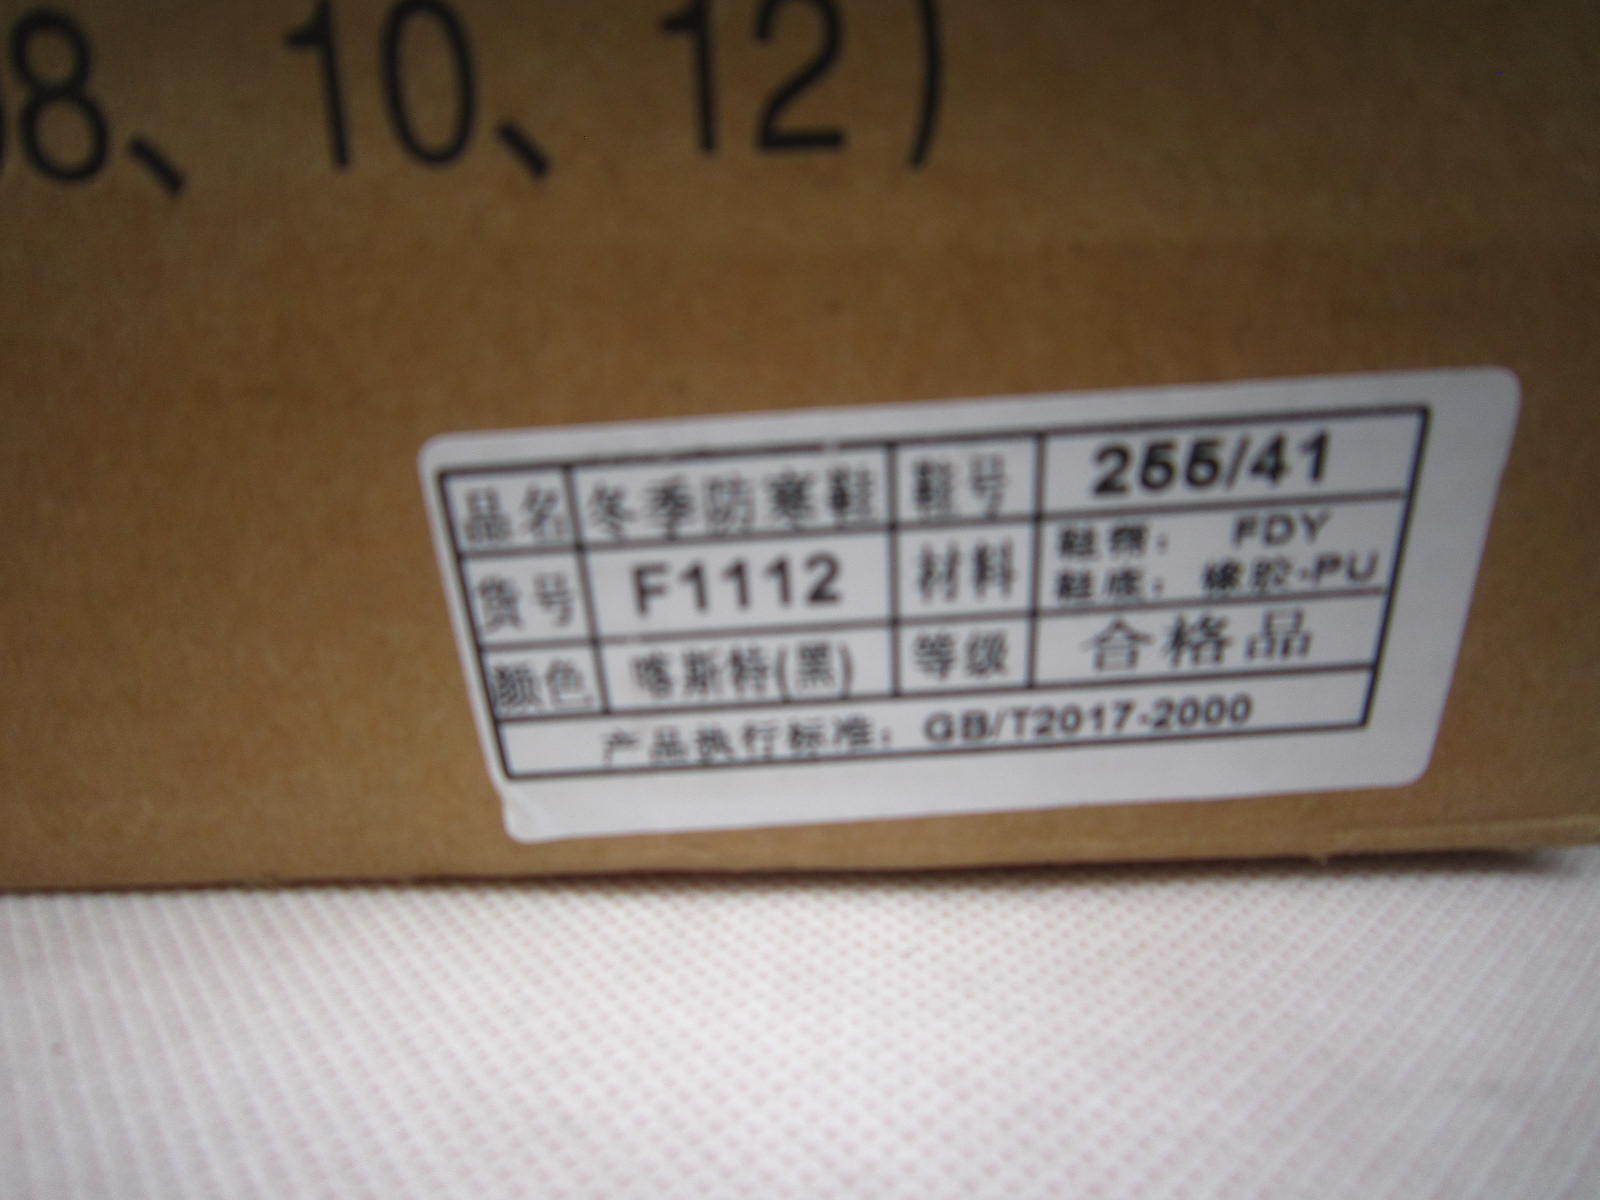 08、10、12)
品名 冬季防寒鞋 鞋号 255/41
货号 F1112 材料 鞋帮： FDY
鞋底：橡胶-PU
颜色 喀斯特(黑) 等级 合格品
产品执行标准：GB/T2017-2000